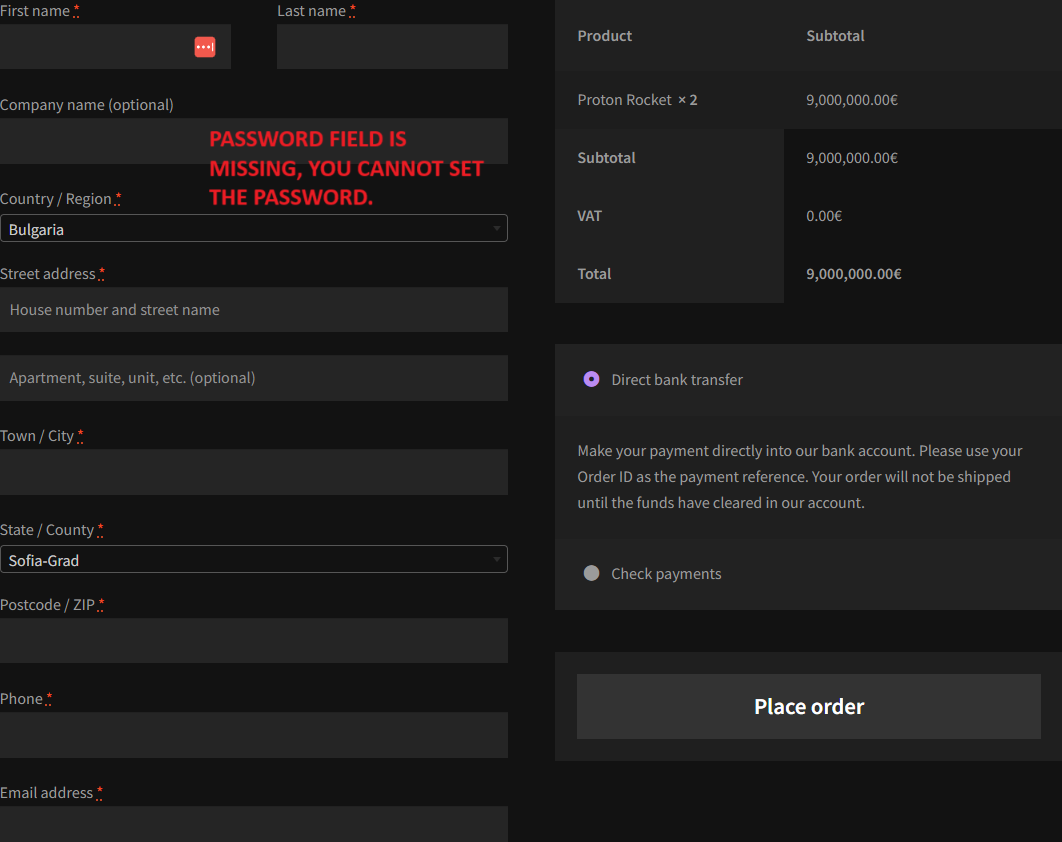 First name *
Last name *
Company name (optional)
PASSWORD FIELD IS
MISSING, YOU CANNOT SET
THE PASSWORD.
Country / Region *
Bulgaria
Street address *
House number and street name
Apartment, suite, unit, etc. (optional)
Town / City *
State / County *
Sofia-Grad
Postcode / ZIP *
Phone *
Email address *
Product Subtotal
Proton Rocket × 2 9,000,000.00€
Subtotal 9,000,000.00€
VAT 0.00€
Total 9,000,000.00€
Direct bank transfer
Make your payment directly into our bank account. Please use your
Order ID as the payment reference. Your order will not be shipped
until the funds have cleared in our account.
Check payments
Place order